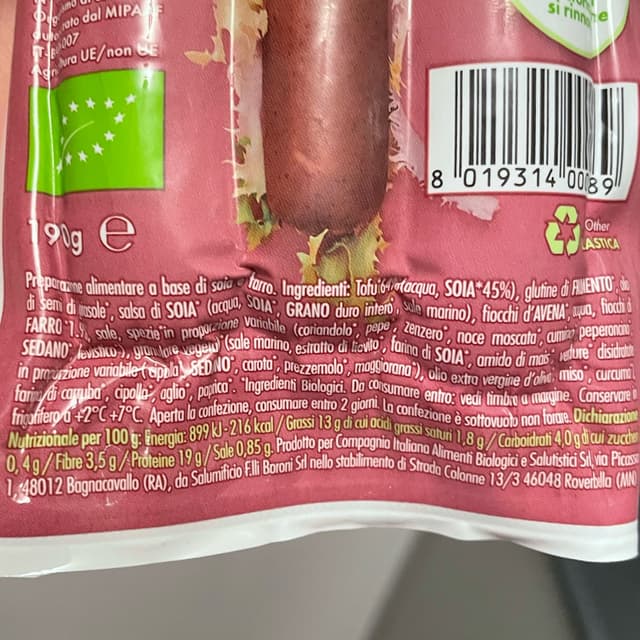 rato dal MIPAAF
007
Agr ura UE/non UE
si rinn e
8 019314 00 89
190g e
Other
PLASTICA
Preparazione alimentare a base di soia e farro. Ingredienti: Tofu (acqua, SOIA*45%), glutine di FRUMENTO*,
di semi di girasole*, salsa di SOIA* (acqua, SOIA*, GRANO duro intero*, sale marino), fiocchi d'AVENA*, acqua, fiocchi di
FARRO* sale, spezie in proporzione variabile (coriandolo*, pepe*, zenzero*, noce moscata*, cumino*, peperoncino
SEDANO* levistico*), granulare vegetale* (sale marino, estratto di lievito*, farina di SOIA*, amido di mais*, verdure* disidratate
in proporzione variabile (cipolla*, SEDANO*, carota*, prezzemolo*, maggiorana*), olio extra vergine d'oliva*, miso*, curcuma*
farina di carruba*, cipolla*, aglio*, paprica*. *Ingredienti Biologici. Da consumare entro: vedi timbro a margine. Conservare
frigorifero a +2°C +7°C. Aperta la confezione, consumare entro 2 giorni. La confezione è sottovuoto non forare. Dichiarazione
Nutrizionale per 100 g: Energia: 899 kJ - 216 kcal / Grassi 13 g di cui acidi grassi saturi 1,8 g / Carboidrati 4,0 g di cui zuccheri
0,4 g / Fibre 3,5 g / Proteine 19 g / Sale 0,85 g. Prodotto per Compagnia Italiana Alimenti Biologici e Salutistici Srl, via Picasso
1, 48012 Bagnacavallo (RA), da Salumificio F.lli Baroni Srl nello stabilimento di Strada Colonne 13/3 46048 Roverbella (MN)